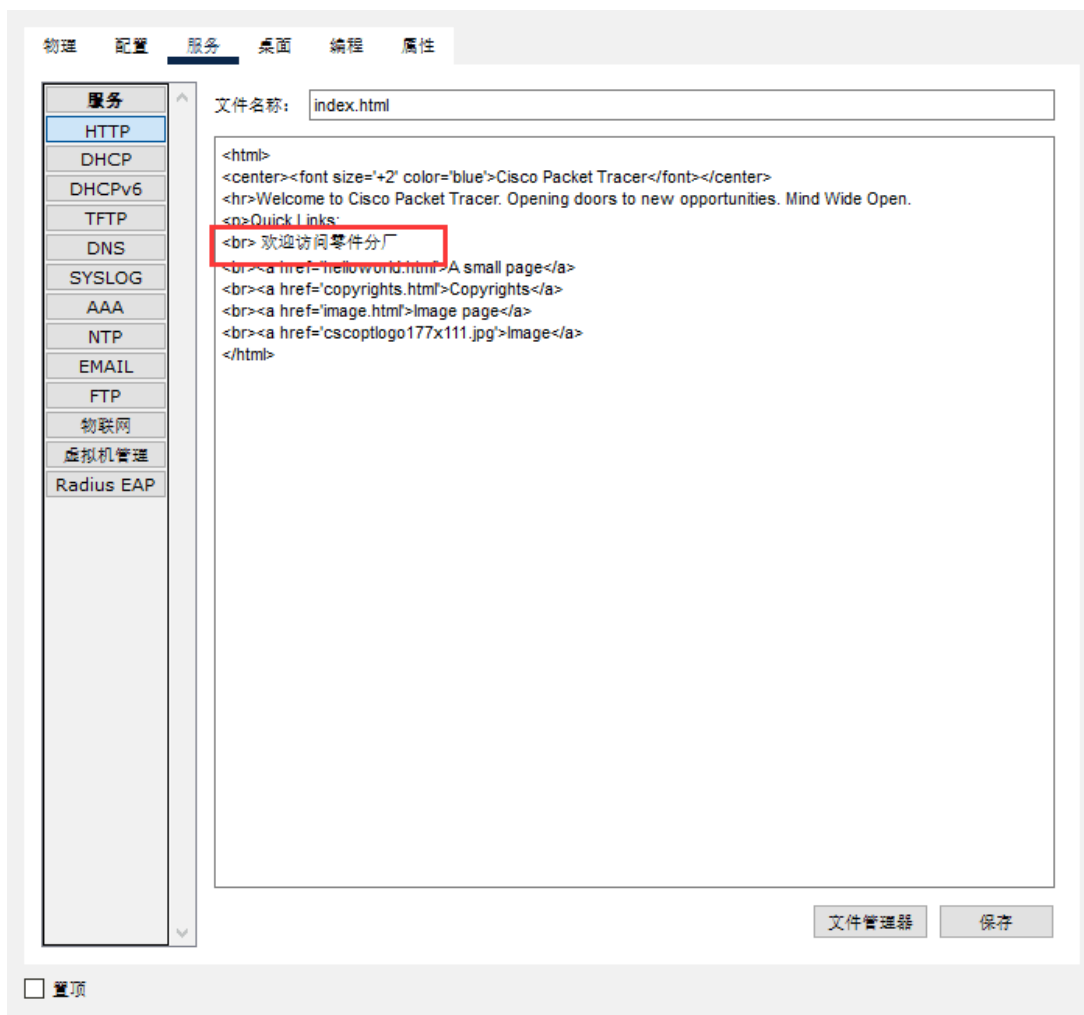 物理 配置 服务 桌面 编程 属性
服务
HTTP
DHCP
DHCPv6
TFTP
DNS
SYSLOG
AAA
NTP
EMAIL
FTP
物联网
虚拟机管理
Radius EAP
文件名称： index.html
<html>
<center><font size='+2' color='blue'>Cisco Packet Tracer</font></center>
<hr>Welcome to Cisco Packet Tracer. Opening doors to new opportunities. Mind Wide Open.
<p>Quick Links:
<br> 欢迎访问零件分厂
<br><a href='helloworld.html'>A small page</a>
<br><a href='copyrights.html'>Copyrights</a>
<br><a href='image.html'>Image page</a>
<br><a href='cscoptlogo177x111.jpg'>Image</a>
</html>
文件管理器 保存
置顶